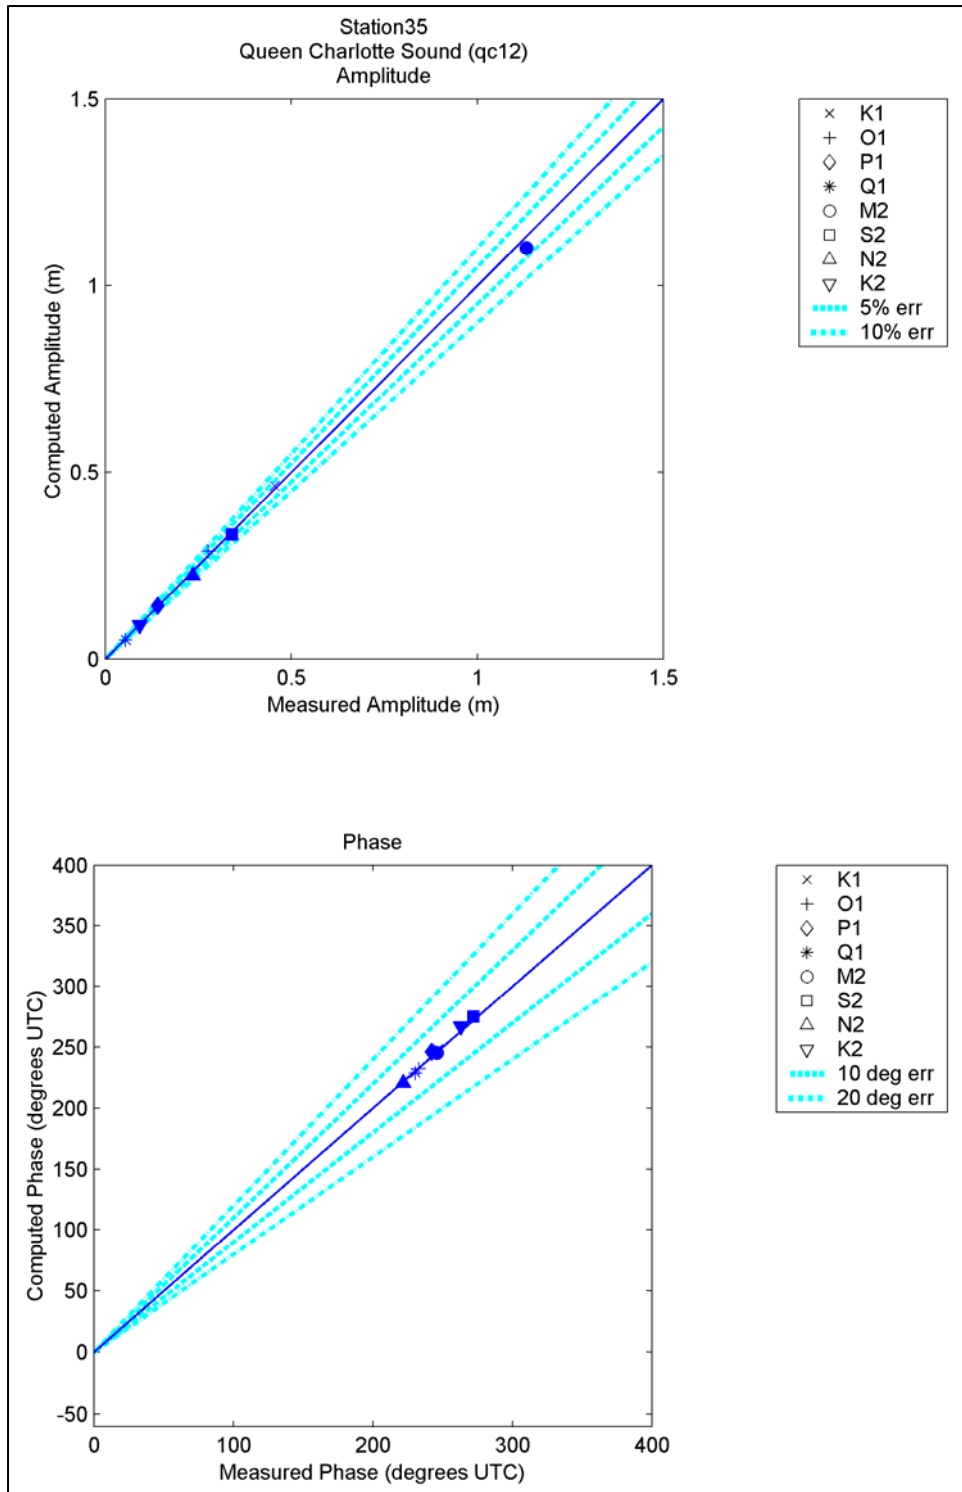 Station35
Queen Charlotte Sound (qc12)
Amplitude
1.5
1
0.5
0
Computed Amplitude (m)
0
0.5
1
1.5
Measured Amplitude (m)
K1
O1
P1
Q1
M2
S2
N2
K2
5% err
10% err
Phase
400
350
300
250
200
150
100
50
0
-50
Computed Phase (degrees UTC)
0
100
200
300
400
Measured Phase (degrees UTC)
K1
O1
P1
Q1
M2
S2
N2
K2
10 deg err
20 deg err